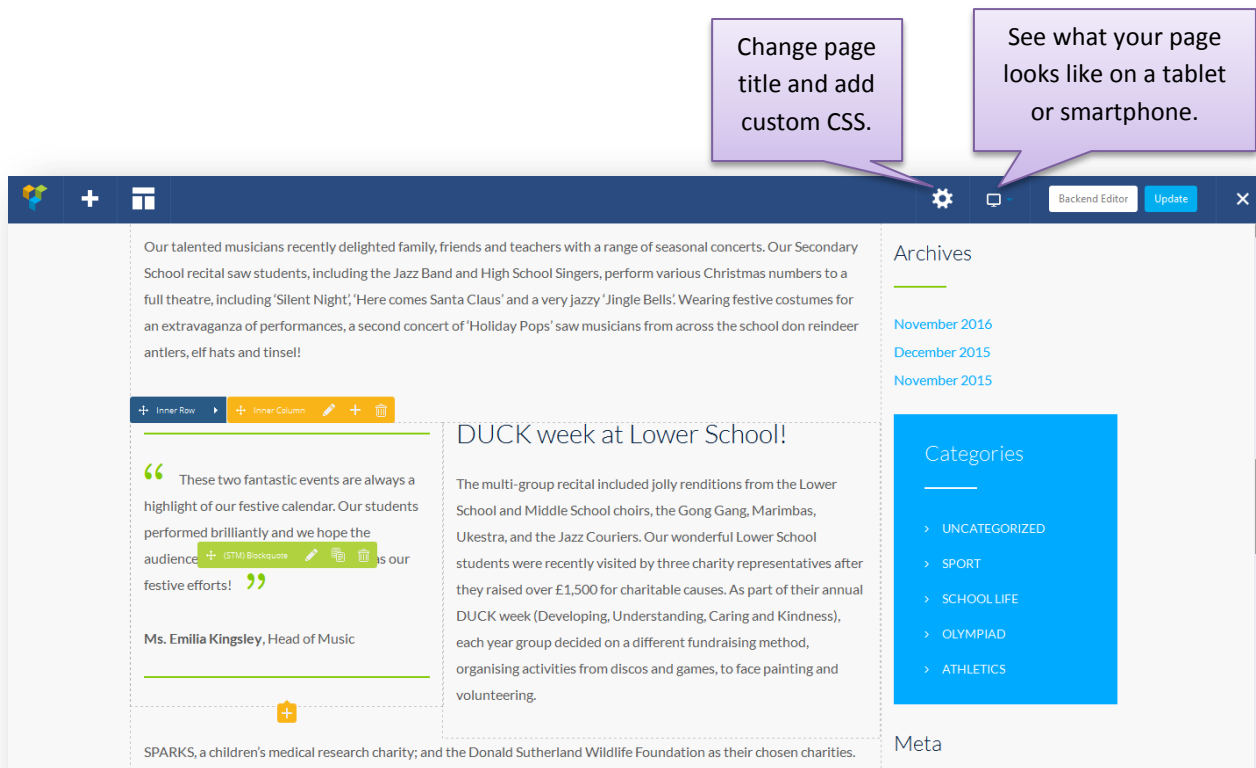 Change page
title and add
custom CSS.
See what your page
looks like on a tablet
or smartphone.
Backend Editor
Update
Our talented musicians recently delighted family, friends and teachers with a range of seasonal concerts. Our Secondary
School recital saw students, including the Jazz Band and High School Singers, perform various Christmas numbers to a
full theatre, including ‘Silent Night’, ‘Here comes Santa Claus’ and a very jazzy ‘Jingle Bells’. Wearing festive costumes for
an extravaganza of performances, a second concert of ‘Holiday Pops’ saw musicians from across the school don reindeer
antlers, elf hats and tinsel!
Inner Row
Inner Column
“ These two fantastic events are always a
highlight of our festive calendar. Our students
performed brilliantly and we hope the
audience
(STM) Blockquote
as our
festive efforts! ”
Ms. Emilia Kingsley, Head of Music
DUCK week at Lower School!
The multi-group recital included jolly renditions from the Lower
School and Middle School choirs, the Gong Gang, Marimbas,
Ukestra, and the Jazz Couriers. Our wonderful Lower School
students were recently visited by three charity representatives after
they raised over £1,500 for charitable causes. As part of their annual
DUCK week (Developing, Understanding, Caring and Kindness),
each year group decided on a different fundraising method,
organising activities from discos and games, to face painting and
volunteering.
SPARKS, a children’s medical research charity; and the Donald Sutherland Wildlife Foundation as their chosen charities.
Archives
November 2016
December 2015
November 2015
Categories
> UNCATEGORIZED
> SPORT
> SCHOOL LIFE
> OLYMPIAD
> ATHLETICS
Meta